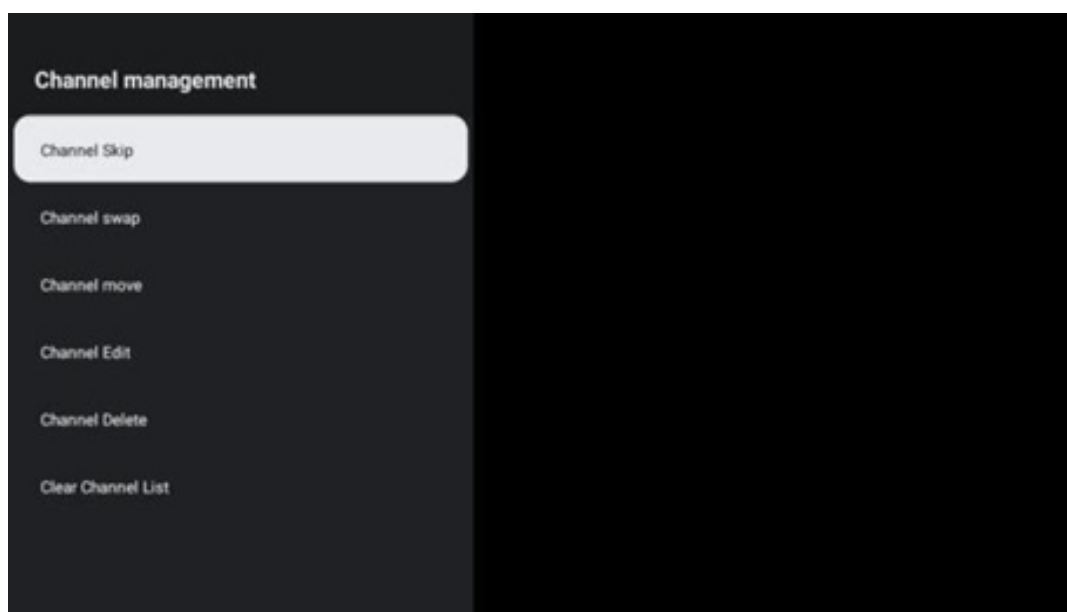 Channel management
Channel Skip
Channel swap
Channel move
Channel Edit
Channel Delete
Clear Channel List